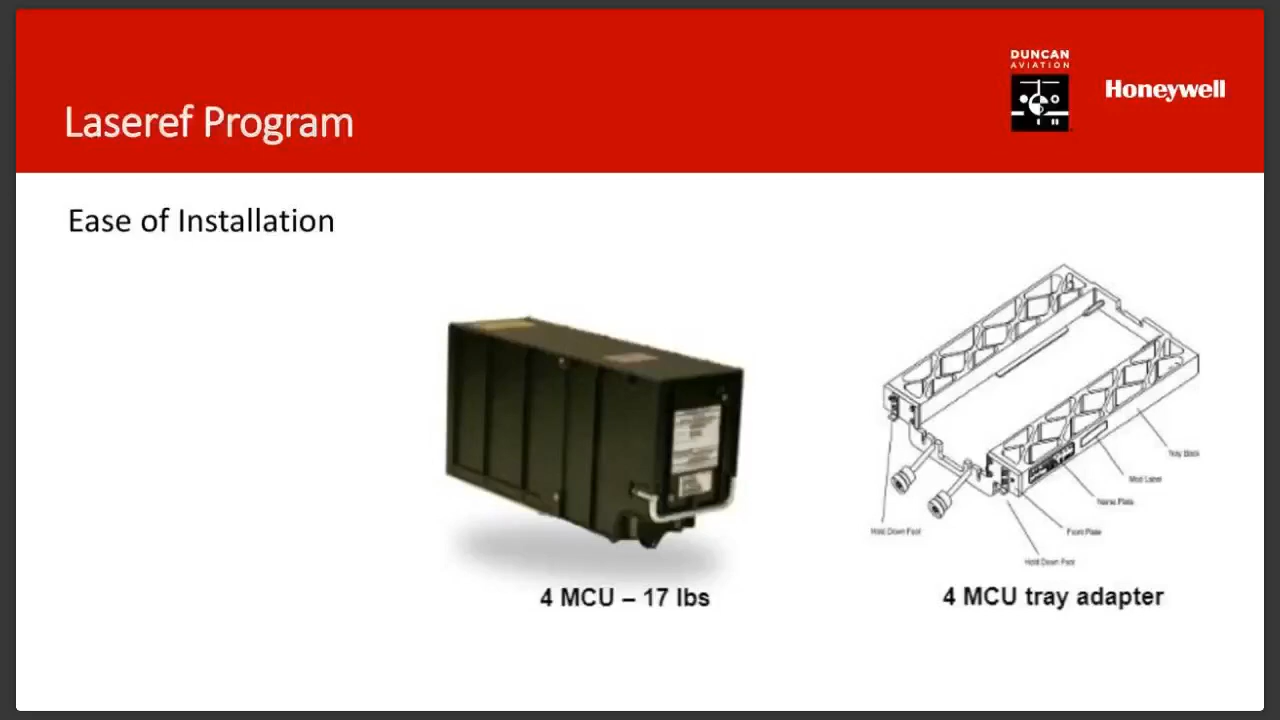 DUNCAN
AVIATION
Honeywell
Laseref Program
Ease of Installation
Tray Back
Mod Label
Name Plate
Front Plate
Hold Down Foot
Hold Down Foot
4 MCU – 17 lbs
4 MCU tray adapter